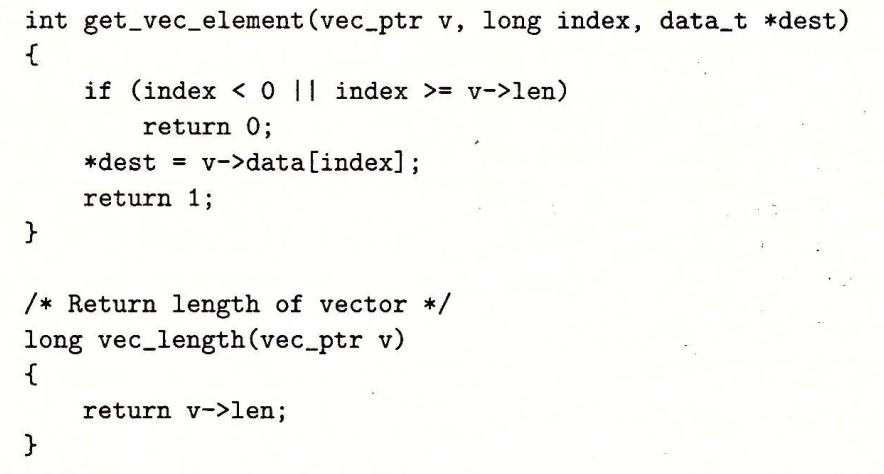 int get_vec_element(vec_ptr v, long index, data_t *dest)
{
    if (index < 0 || index >= v->len)
        return 0;
    *dest = v->data[index];
    return 1;
}

/* Return length of vector */
long vec_length(vec_ptr v)
{
    return v->len;
}